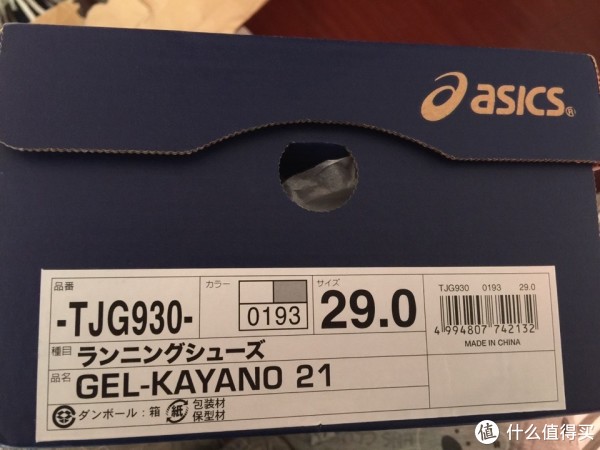 asics®
品番
-TJG930-
カラー
0193
サイズ
29.0
TJG930 0193 29.0
4 994807 742132
MADE IN CHINA
種目 ランニングシューズ
品名 GEL-KAYANO 21
ダンボール：箱 紙 包装材
保型材
值 什么值得买